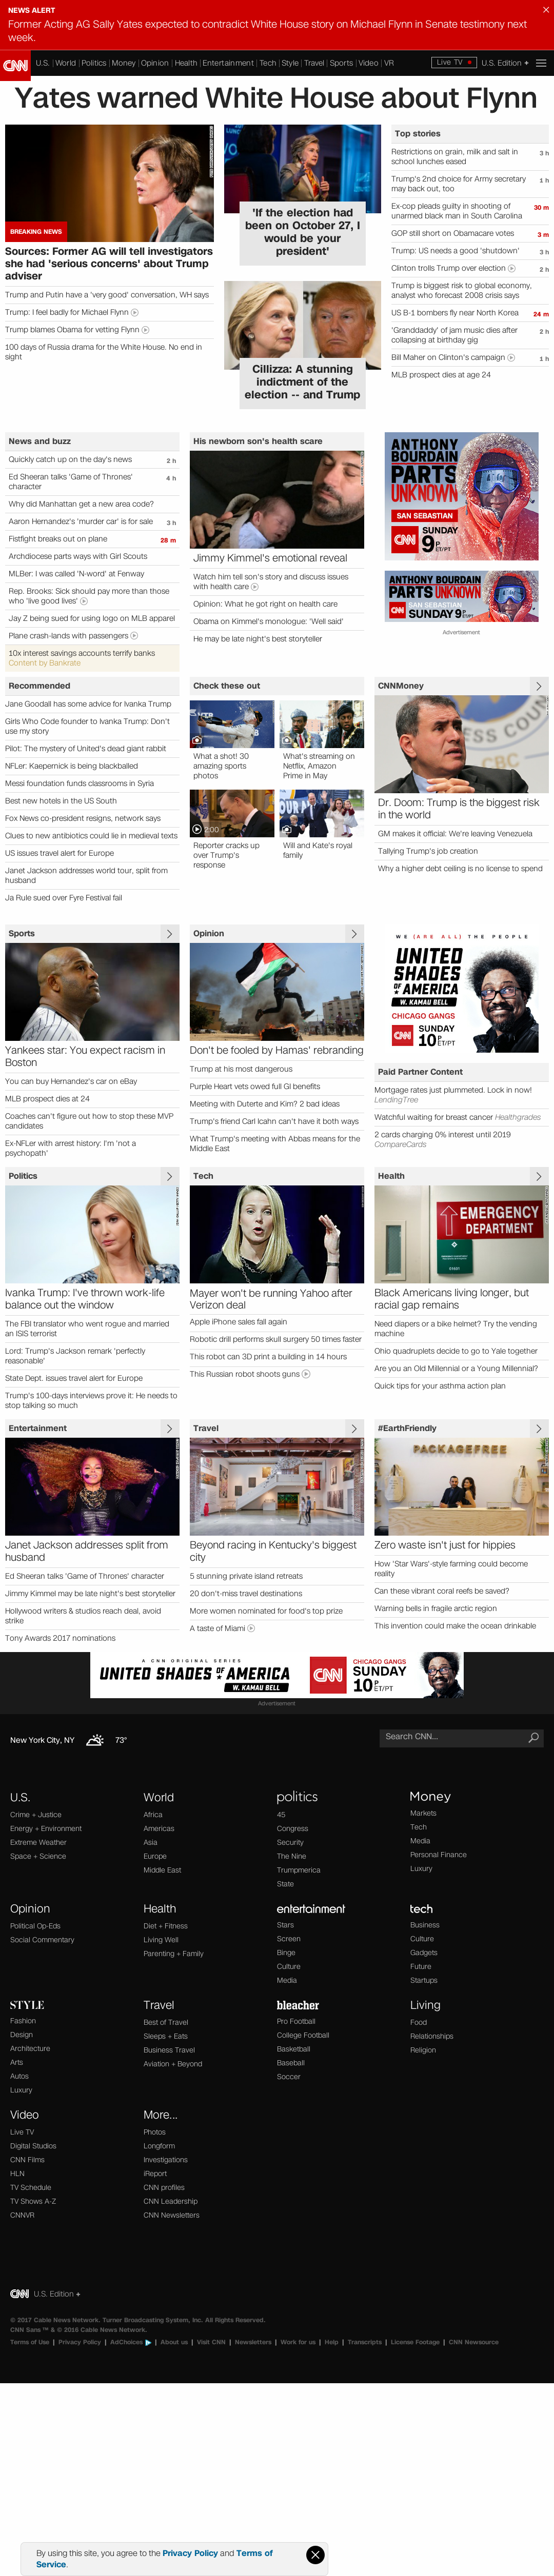 NEWS ALERT
Former Acting AG Sally Yates expected to contradict White House story on Michael Flynn in Senate testimony next
week.
CNN
U.S. World Politics Money Opinion Health Entertainment Tech Style Travel Sports Video VR
Live TV
U.S. Edition +
Yates warned White House about Flynn
BREAKING NEWS
Sources: Former AG will tell investigators
she had 'serious concerns' about Trump
adviser
Trump and Putin have a 'very good' conversation, WH says
Trump: I feel badly for Michael Flynn
Trump blames Obama for vetting Flynn
100 days of Russia drama for the White House. No end in
sight
'If the election had
been on October 27, I
would be your
president'
Cillizza: A stunning
indictment of the
election -- and Trump
Top stories
Restrictions on grain, milk and salt in
school lunches eased
3 h
Trump's 2nd choice for Army secretary
may back out, too
1 h
Ex-cop pleads guilty in shooting of
unarmed black man in South Carolina
30 m
GOP still short on Obamacare votes
3 m
Trump: US needs a good 'shutdown'
3 h
Clinton trolls Trump over election
2 h
Trump is biggest risk to global economy,
analyst who forecast 2008 crisis says
US B-1 bombers fly near North Korea
24 m
'Granddaddy' of jam music dies after
collapsing at birthday gig
2 h
Bill Maher on Clinton's campaign
1 h
MLB prospect dies at age 24
News and buzz
Quickly catch up on the day's news
2 h
Ed Sheeran talks 'Game of Thrones'
character
4 h
Why did Manhattan get a new area code?
Aaron Hernandez's 'murder car' is for sale
3 h
Fistfight breaks out on plane
28 m
Archdiocese parts ways with Girl Scouts
MLBer: I was called 'N-word' at Fenway
Rep. Brooks: Sick should pay more than those
who 'live good lives'
Jay Z being sued for using logo on MLB apparel
Plane crash-lands with passengers
10x interest savings accounts terrify banks
Content by Bankrate
His newborn son's health scare
Jimmy Kimmel's emotional reveal
Watch him tell son's story and discuss issues
with health care
Opinion: What he got right on health care
Obama on Kimmel's monologue: 'Well said'
He may be late night's best storyteller
ANTHONY
BOURDAIN
PARTS
UNKNOWN
SAN SEBASTIAN
CNN
SUNDAY
9PM
ET/PT
ANTHONY BOURDAIN
PARTS UNKNOWN
CNN
SUNDAY
9PM
ET/PT
SAN SEBASTIAN
Advertisement
Recommended
Jane Goodall has some advice for Ivanka Trump
Girls Who Code founder to Ivanka Trump: Don't
use my story
Pilot: The mystery of United's dead giant rabbit
NFLer: Kaepernick is being blackballed
Messi foundation funds classrooms in Syria
Best new hotels in the US South
Fox News co-president resigns, network says
Clues to new antibiotics could lie in medieval texts
US issues travel alert for Europe
Janet Jackson addresses world tour, split from
husband
Ja Rule sued over Fyre Festival fail
Check these out
What a shot! 30
amazing sports
photos
What's streaming on
Netflix, Amazon
Prime in May
Reporter cracks up
over Trump's
response
Will and Kate's royal
family
CNNMoney
Dr. Doom: Trump is the biggest risk
in the world
GM makes it official: We're leaving Venezuela
Tallying Trump's job creation
Why a higher debt ceiling is no license to spend
Sports
Yankees star: You expect racism in
Boston
You can buy Hernandez's car on eBay
MLB prospect dies at 24
Coaches can't figure out how to stop these MVP
candidates
Ex-NFLer with arrest history: I'm 'not a
psychopath'
Opinion
Don't be fooled by Hamas' rebranding
Trump at his most dangerous
Purple Heart vets owed full GI benefits
Meeting with Duterte and Kim? 2 bad ideas
Trump's friend Carl Icahn can't have it both ways
What Trump's meeting with Abbas means for the
Middle East
WE (ARE ALL) THE PEOPLE
UNITED
SHADES OF
AMERICA
W. KAMAU BELL
CHICAGO GANGS
CNN
SUNDAY
10PM
ET/PT
Paid Partner Content
Mortgage rates just plummeted. Lock in now!
LendingTree
Watchful waiting for breast cancer Healthgrades
2 cards charging 0% interest until 2019
CompareCards
Politics
Ivanka Trump: I've thrown work-life
balance out the window
The FBI translator who went rogue and married
an ISIS terrorist
Lord: Trump's Jackson remark 'perfectly
reasonable'
State Dept. issues travel alert for Europe
Trump's 100-days interviews prove it: He needs to
stop talking so much
Tech
Mayer won't be running Yahoo after
Verizon deal
Apple iPhone sales fall again
Robotic drill performs skull surgery 50 times faster
This robot can 3D print a building in 14 hours
This Russian robot shoots guns
Health
EMERGENCY
DEPARTMENT
Black Americans living longer, but
racial gap remains
Need diapers or a bike helmet? Try the vending
machine
Ohio quadruplets decide to go to Yale together
Are you an Old Millennial or a Young Millennial?
Quick tips for your asthma action plan
Entertainment
Janet Jackson addresses split from
husband
Ed Sheeran talks 'Game of Thrones' character
Jimmy Kimmel may be late night's best storyteller
Hollywood writers & studios reach deal, avoid
strike
Tony Awards 2017 nominations
Travel
Beyond racing in Kentucky's biggest
city
5 stunning private island retreats
20 don't-miss travel destinations
More women nominated for food's top prize
A taste of Miami
#EarthFriendly
PACKAGEFREE
Zero waste isn't just for hippies
How 'Star Wars'-style farming could become
reality
Can these vibrant coral reefs be saved?
Warning bells in fragile arctic region
This invention could make the ocean drinkable
A CNN ORIGINAL SERIES
UNITED SHADES OF AMERICA
W. KAMAU BELL
CNN
CHICAGO GANGS
SUNDAY
10PM
ET/PT
Advertisement
New York City, NY
73°
Search CNN...
U.S.
Crime + Justice
Energy + Environment
Extreme Weather
Space + Science
World
Africa
Americas
Asia
Europe
Middle East
politics
45
Congress
Security
The Nine
Trumpmerica
State
Money
Markets
Tech
Media
Personal Finance
Luxury
Opinion
Political Op-Eds
Social Commentary
Health
Diet + Fitness
Living Well
Parenting + Family
entertainment
Stars
Screen
Binge
Culture
Media
tech
Business
Culture
Gadgets
Future
Startups
STYLE
Fashion
Design
Architecture
Arts
Autos
Luxury
Travel
Best of Travel
Sleeps + Eats
Business Travel
Aviation + Beyond
bleacher
Pro Football
College Football
Basketball
Baseball
Soccer
Living
Food
Relationships
Religion
Video
Live TV
Digital Studios
CNN Films
HLN
TV Schedule
TV Shows A-Z
CNNVR
More...
Photos
Longform
Investigations
iReport
CNN profiles
CNN Leadership
CNN Newsletters
CNN U.S. Edition +
© 2017 Cable News Network. Turner Broadcasting System, Inc. All Rights Reserved.
CNN Sans ™ & © 2016 Cable News Network.
Terms of Use | Privacy Policy | AdChoices | About us | Visit CNN | Newsletters | Work for us | Help | Transcripts | License Footage | CNN Newsource
By using this site, you agree to the Privacy Policy and Terms of
Service.